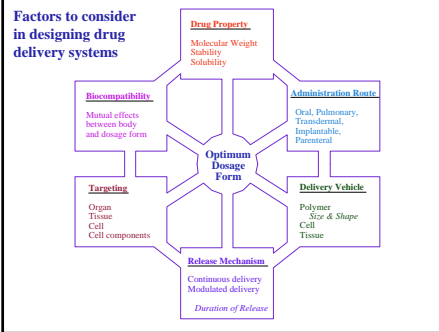 Factors to consider
in designing drug
delivery systems
Drug Property
Molecular Weight
Stability
Solubility
Biocompatibility
Mutual effects
between body
and dosage form
Administration Route
Oral, Pulmonary,
Transdermal,
Implantable,
Parenteral
Optimum
Dosage
Form
Targeting
Organ
Tissue
Cell
Cell components
Delivery Vehicle
Polymer
Size & Shape
Cell
Tissue
Release Mechanism
Continuous delivery
Modulated delivery
Duration of Release